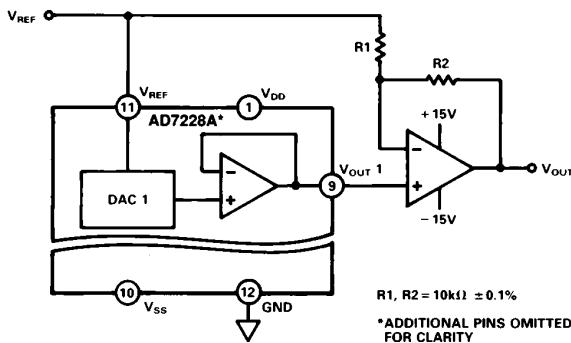 VREF
R1
R2
VREF
11
VDD
1
AD7228A*
+15V
−
+
DAC 1
−
+
VOUT 1
9
VOUT
−15V
10
VSS
12
GND
R1, R2 = 10kΩ ±0.1%
*ADDITIONAL PINS OMITTED
FOR CLARITY